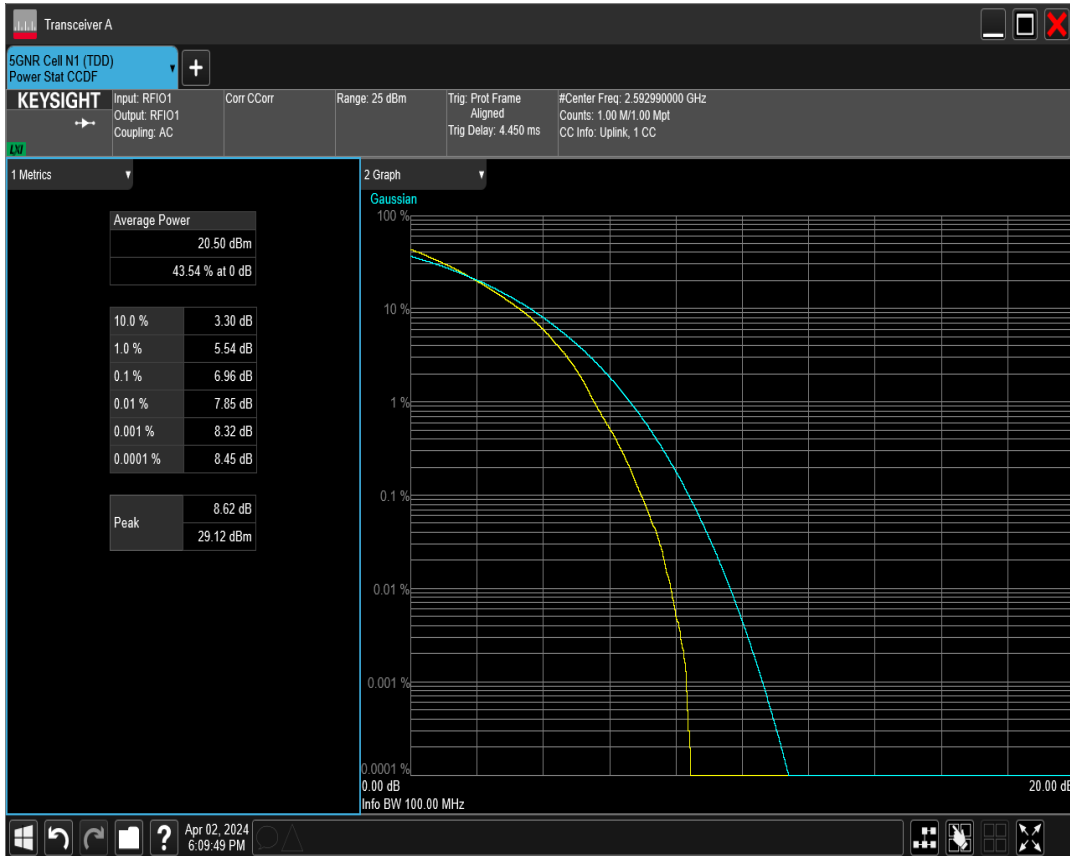 Transceiver A
5GNR Cell N1 (TDD)
Power Stat CCDF
+
KEYSIGHT
LXI
Input: RFIO1
Output: RFIO1
Coupling: AC
Corr CCorr
Range: 25 dBm
Trig: Prot Frame
Aligned
Trig Delay: 4.450 ms
#Center Freq: 2.592990000 GHz
Counts: 1.00 M/1.00 Mpt
CC Info: Uplink, 1 CC
1 Metrics
Average Power
20.50 dBm
43.54 % at 0 dB
10.0 % 3.30 dB
1.0 % 5.54 dB
0.1 % 6.96 dB
0.01 % 7.85 dB
0.001 % 8.32 dB
0.0001 % 8.45 dB
Peak
8.62 dB
29.12 dBm
2 Graph
Gaussian
100 %
10 %
1 %
0.1 %
0.01 %
0.001 %
0.0001 %
0.00 dB
20.00 dB
Info BW 100.00 MHz
?
Apr 02, 2024
6:09:49 PM